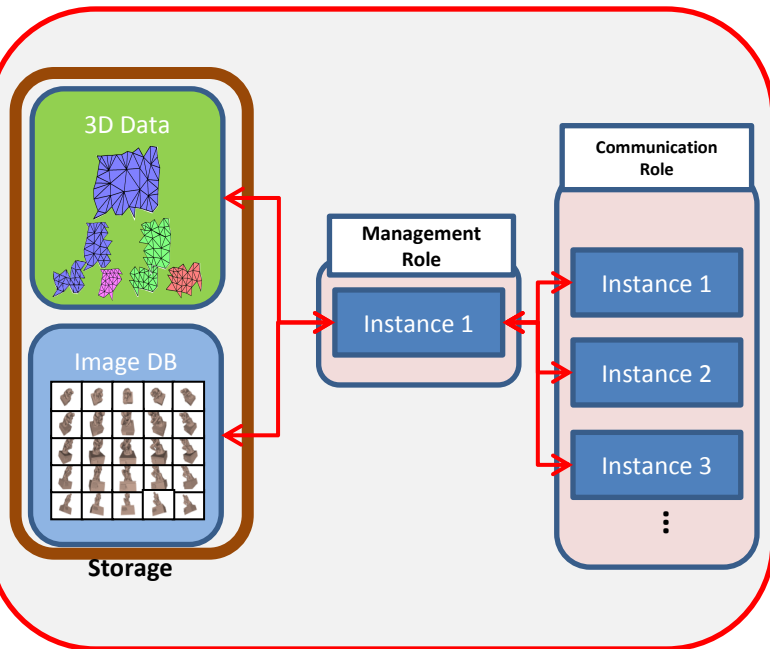 3D Data
Image DB
Storage
Management
Role
Instance 1
Communication
Role
Instance 1
Instance 2
Instance 3
...